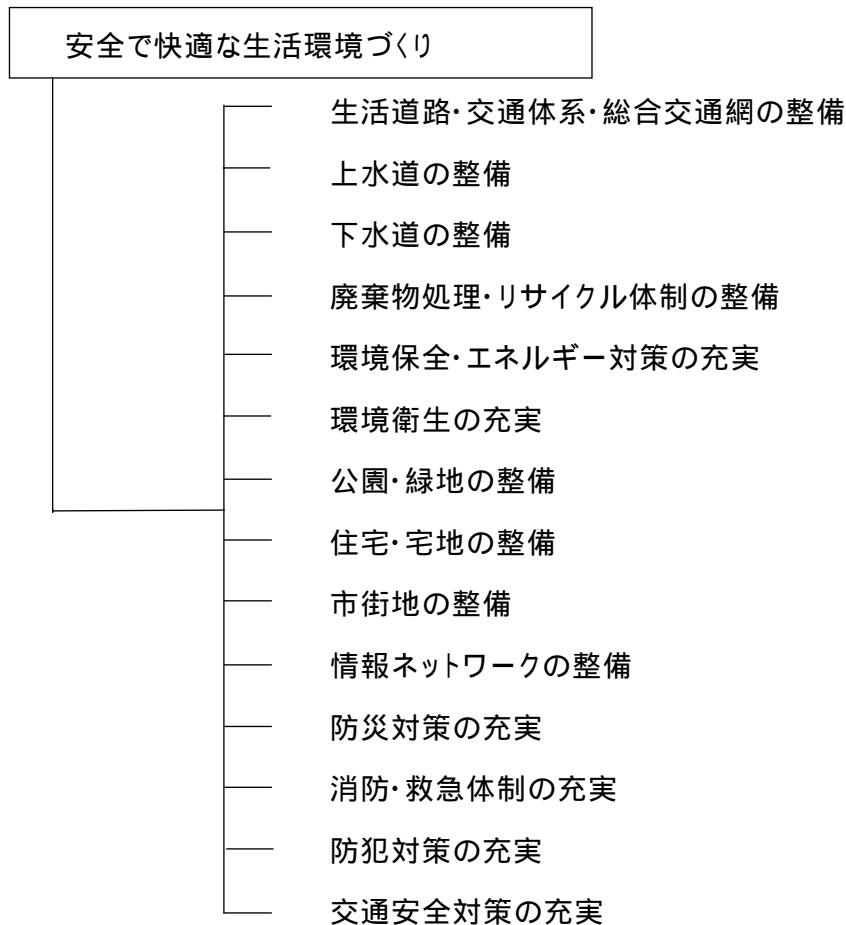 安全で快適な生活環境づくり
生活道路・交通体系・総合交通網の整備
上水道の整備
下水道の整備
廃棄物処理・リサイクル体制の整備
環境保全・エネルギー対策の充実
環境衛生の充実
公園・緑地の整備
住宅・宅地の整備
市街地の整備
情報ネットワークの整備
防災対策の充実
消防・救急体制の充実
防犯対策の充実
交通安全対策の充実